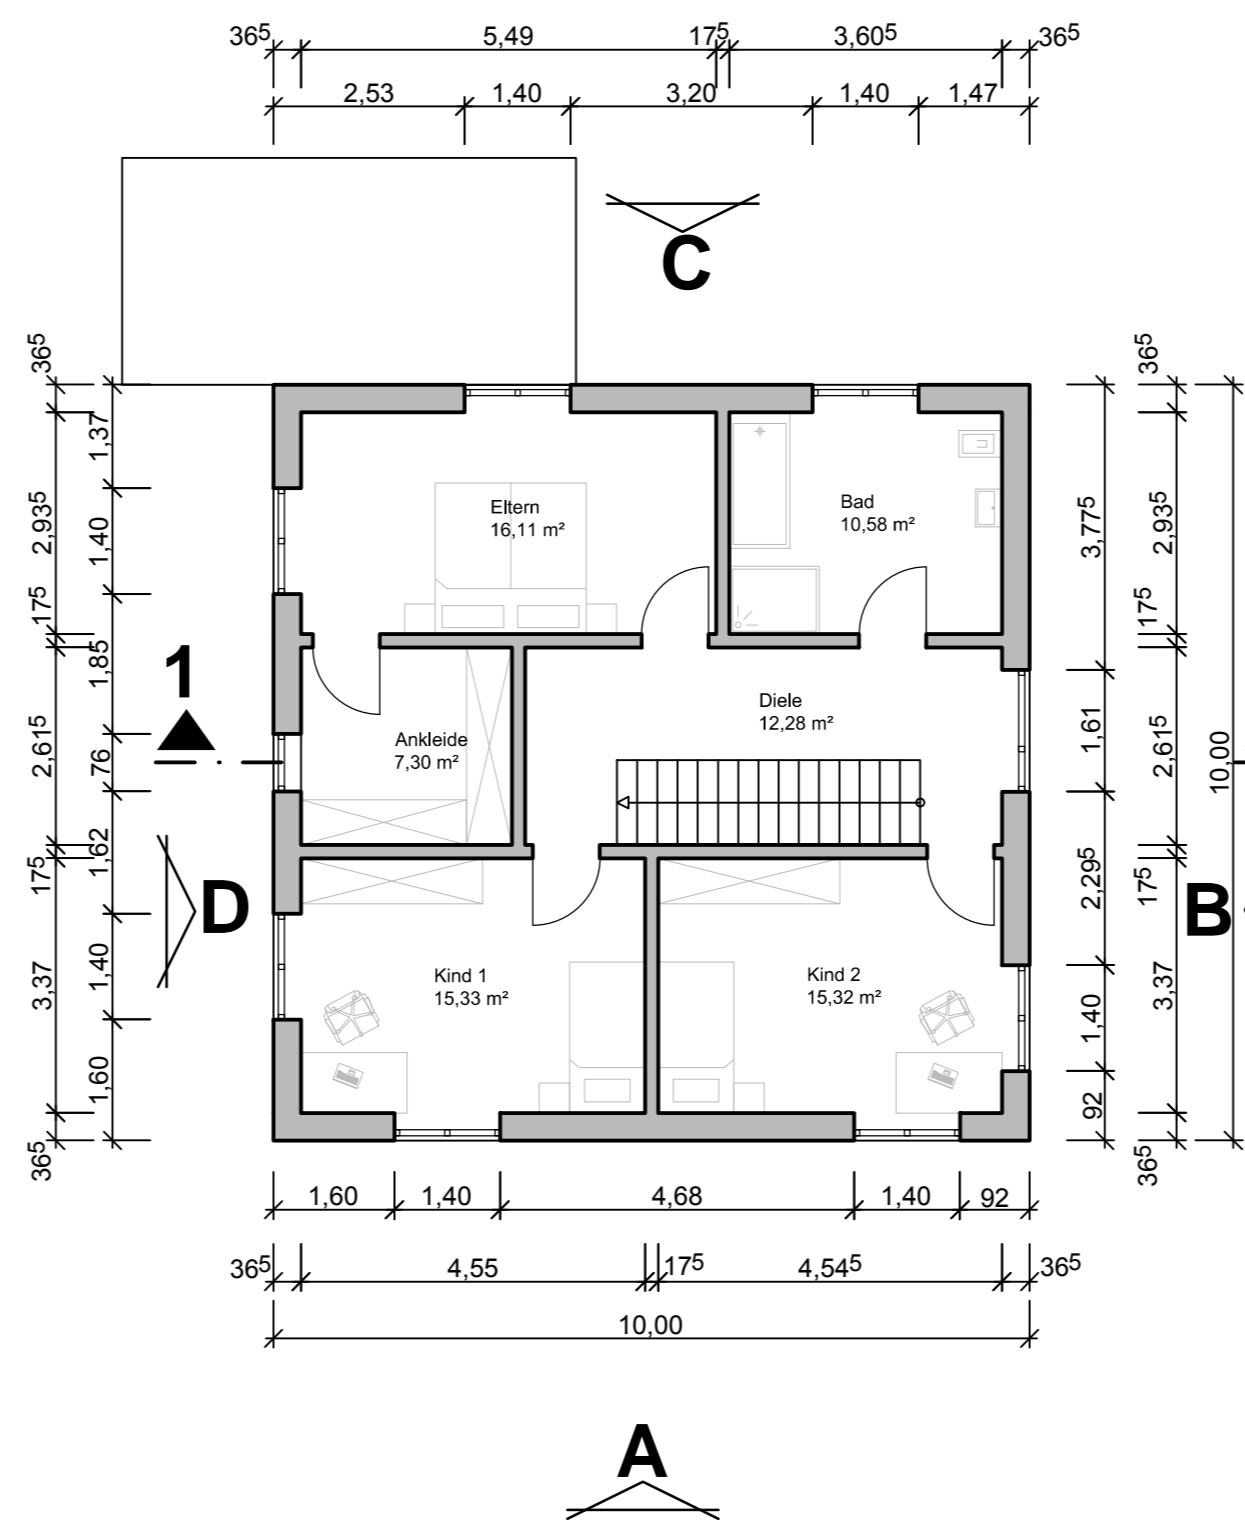 36⁵ 5,49 17⁵ 3,60⁵ 36⁵
2,53 1,40 3,20 1,40 1,47
C
36⁵
2,93⁵
17⁵
2,61⁵
17⁵
3,37
36⁵
1,37
1,40
1,85
76
1,62
1,40
1,60
1
D
Eltern
16,11 m²
Bad
10,58 m²
Diele
12,28 m²
Ankleide
7,30 m²
Kind 1
15,33 m²
Kind 2
15,32 m²
3,77⁵
1,61
2,29⁵
1,40
92
36⁵
2,93⁵
17⁵
2,61⁵
17⁵
3,37
36⁵
10,00
B
1,60 1,40 4,68 1,40 92
36⁵ 4,55 17⁵ 4,54⁵ 36⁵
10,00
A